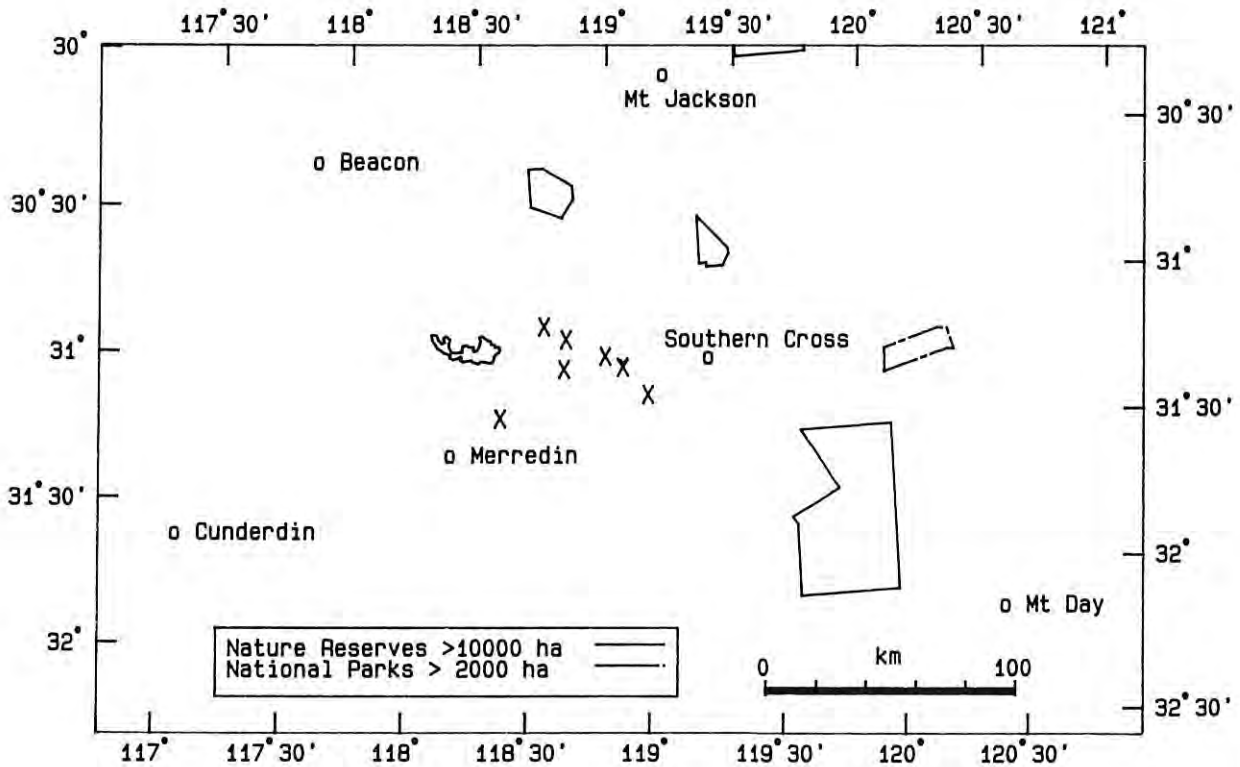 117°30' 118° 118°30' 119° 119°30' 120° 120°30' 121°
30°
Mt Jackson
30°30'
Beacon
30°30'
31°
X
Southern Cross
X
31°
X
X
X
X
31°30'
X
Merredin
31°30'
Cunderdin
32°
Mt Day
Nature Reserves >10000 ha
National Parks > 2000 ha
32°
km
0 100
32°30'
117° 117°30' 118° 118°30' 119° 119°30' 120° 120°30'